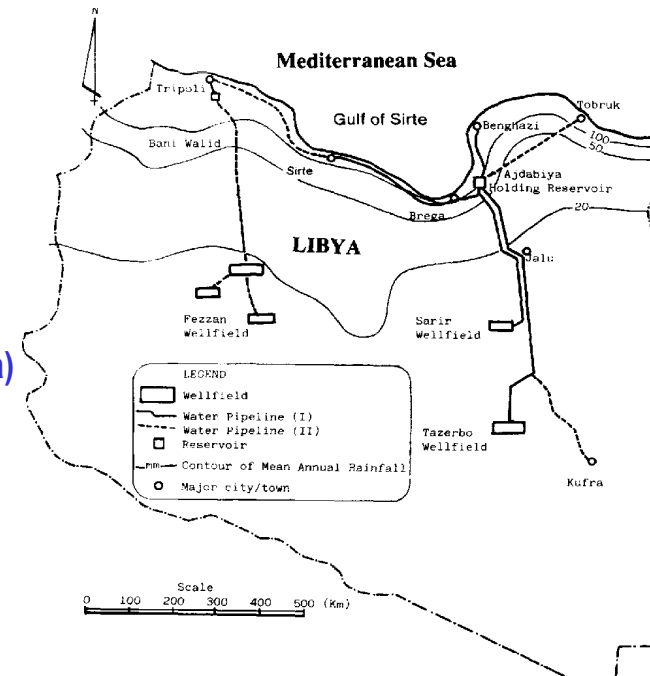 N
Mediterranean Sea
Tripoli
Gulf of Sirte
Tobruk
Benghazi
100
50
Bani Walid
Sirte
Ajdabiya
Holding Reservoir
Brega
20
LIBYA
Jalu
Fezzan
Wellfield
Sarir
Wellfield
a)
LEGEND
Wellfield
Water Pipeline (I)
Water Pipeline (II)
Reservoir
mm Contour of Mean Annual Rainfall
Major city/town
Tazerbo
Wellfield
Kufra
Scale
0 100 200 300 400 500 (Km)